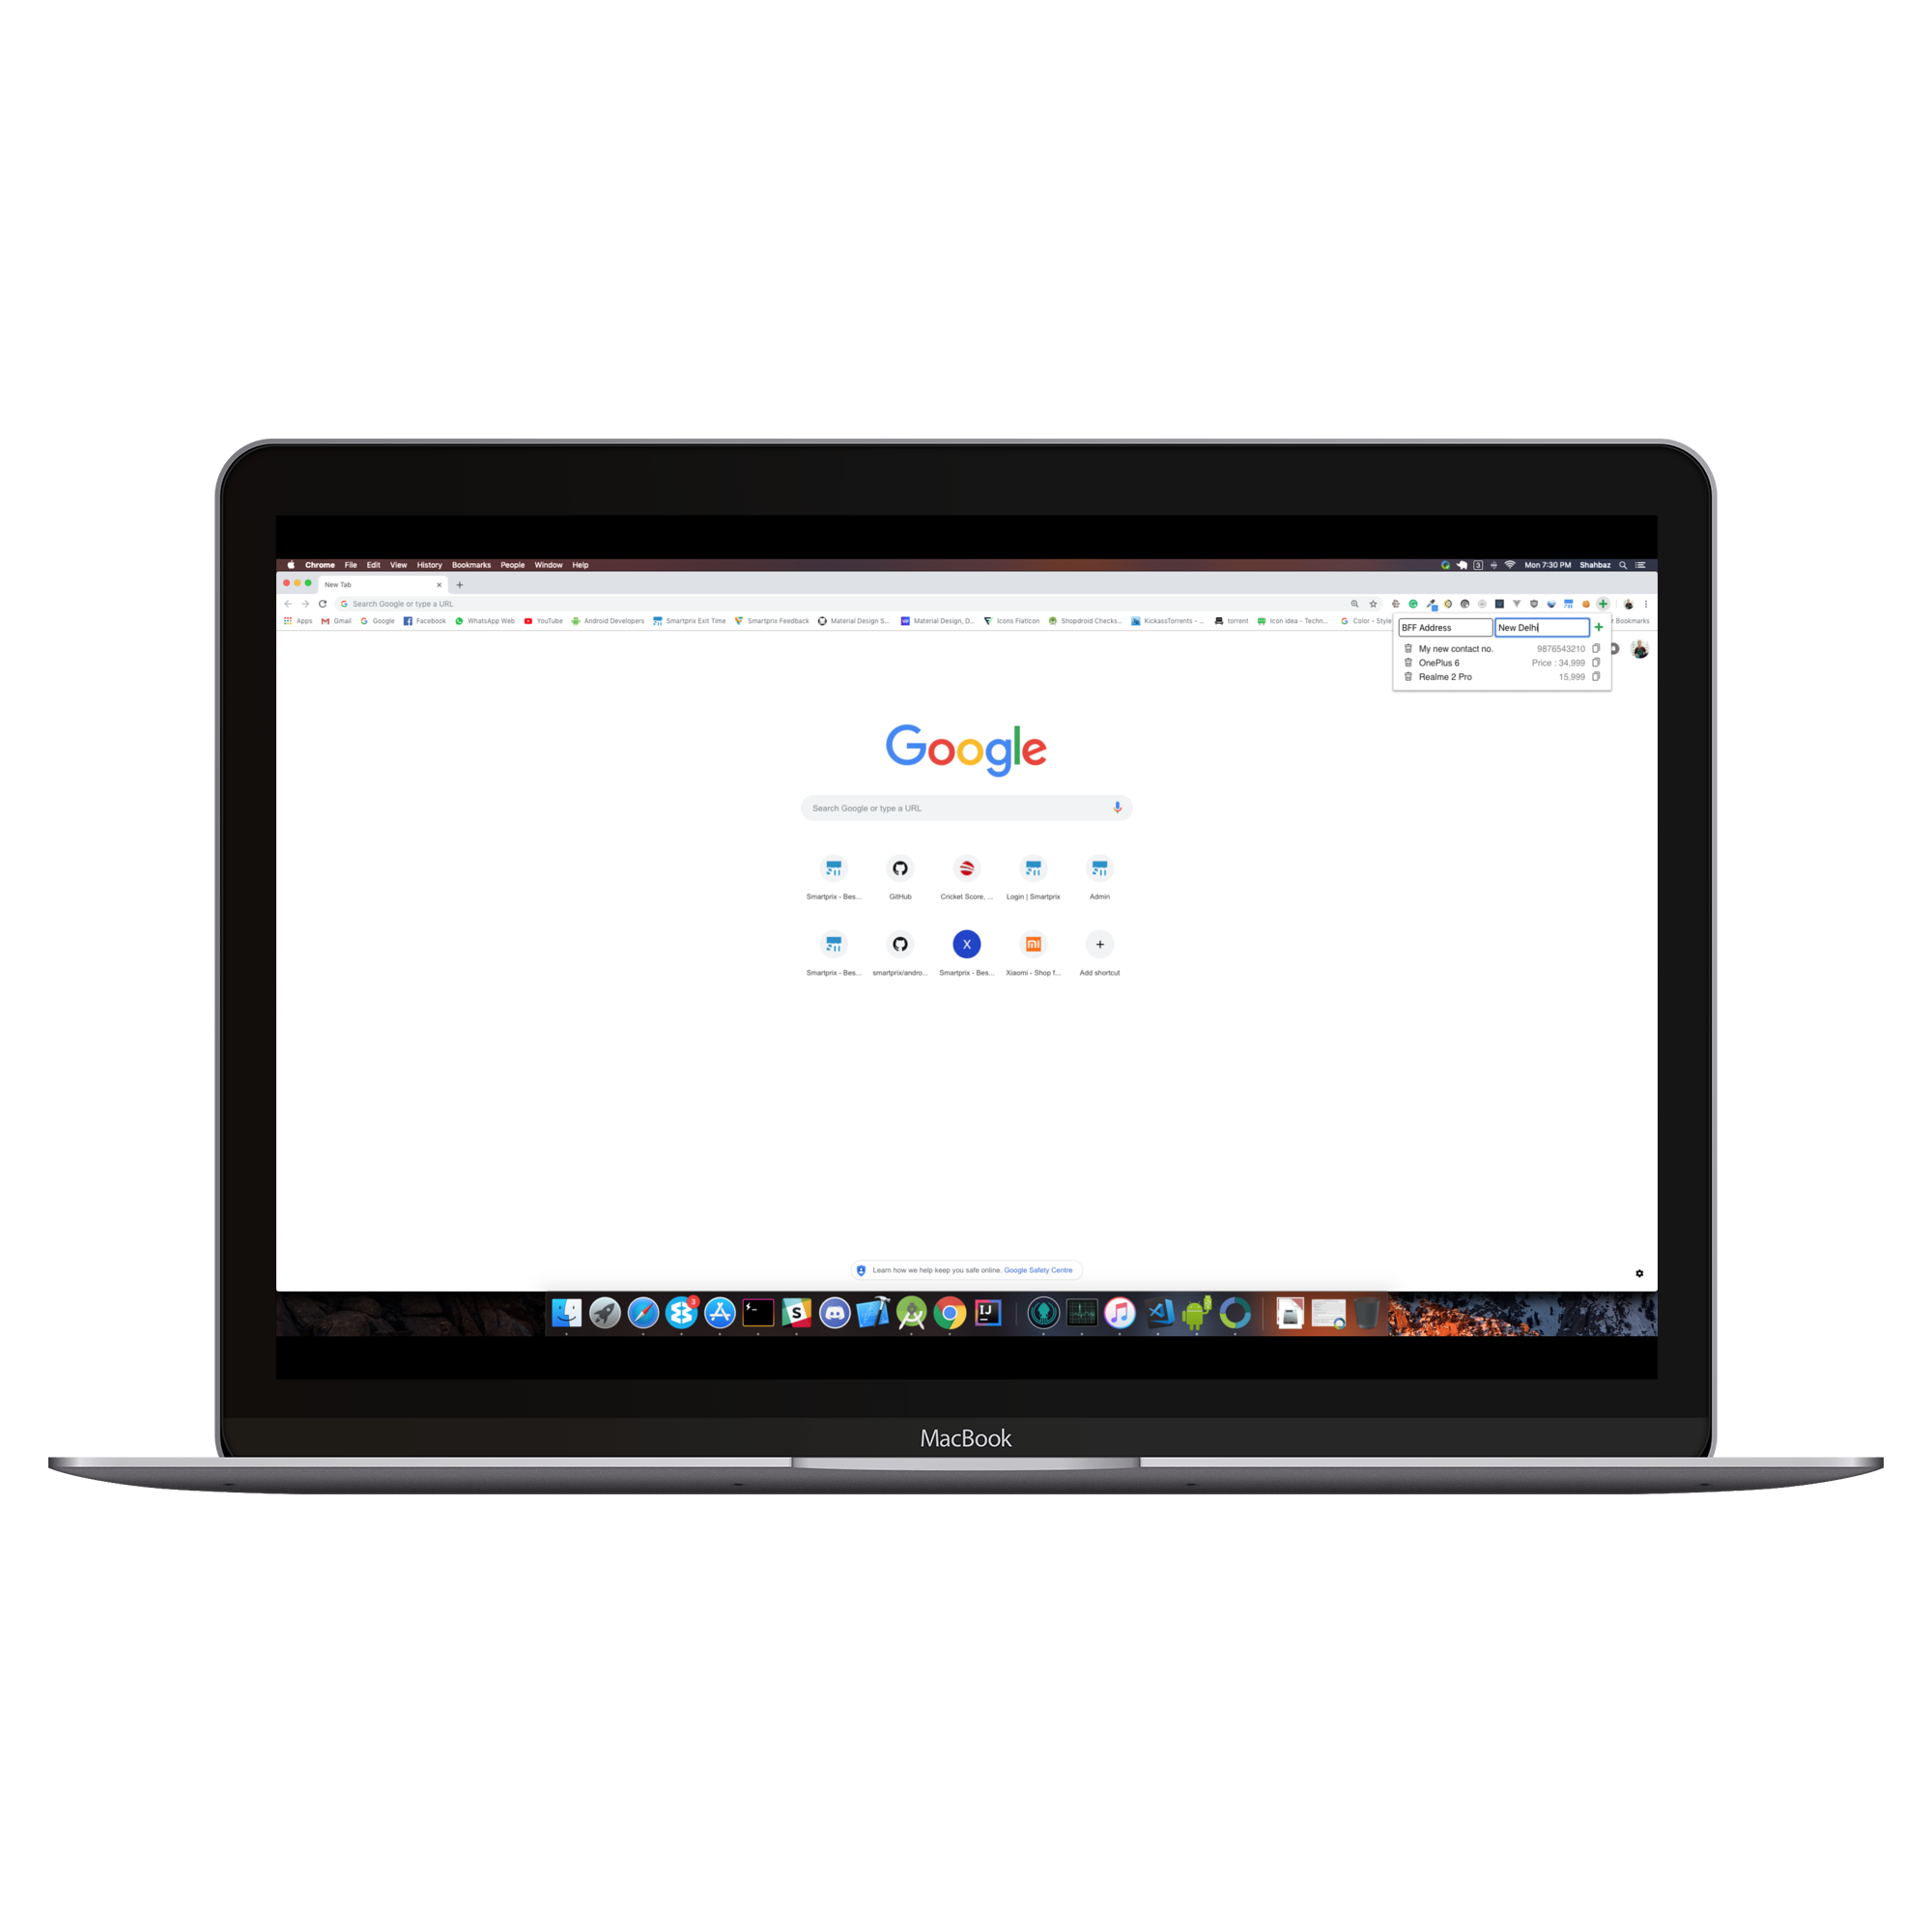 Chrome File Edit View History Bookmarks People Window Help 3 Mon 7:30 PM Shahbaz
New Tab
Search Google or type a URL
Apps Gmail Google Facebook WhatsApp Web YouTube Android Developers Smartprix Exit Time Smartprix Feedback Material Design S... Material Design, D... Icons Flaticon Shopdroid Checks... KickassTorrents - ... torrent Icon idea - Techn... Color - Style Bookmarks
BFF Address New Delhi
My new contact no. 9876543210
OnePlus 6 Price : 34,999
Realme 2 Pro 15,999
Google
Search Google or type a URL
Smartprix - Bes... GitHub Cricket Score, ... Login | Smartprix Admin
X
Smartprix - Bes... smartprix/andro... Smartprix - Bes... Xiaomi - Shop f... Add shortcut
Learn how we help keep you safe online. Google Safety Centre
3
S IJ
MacBook